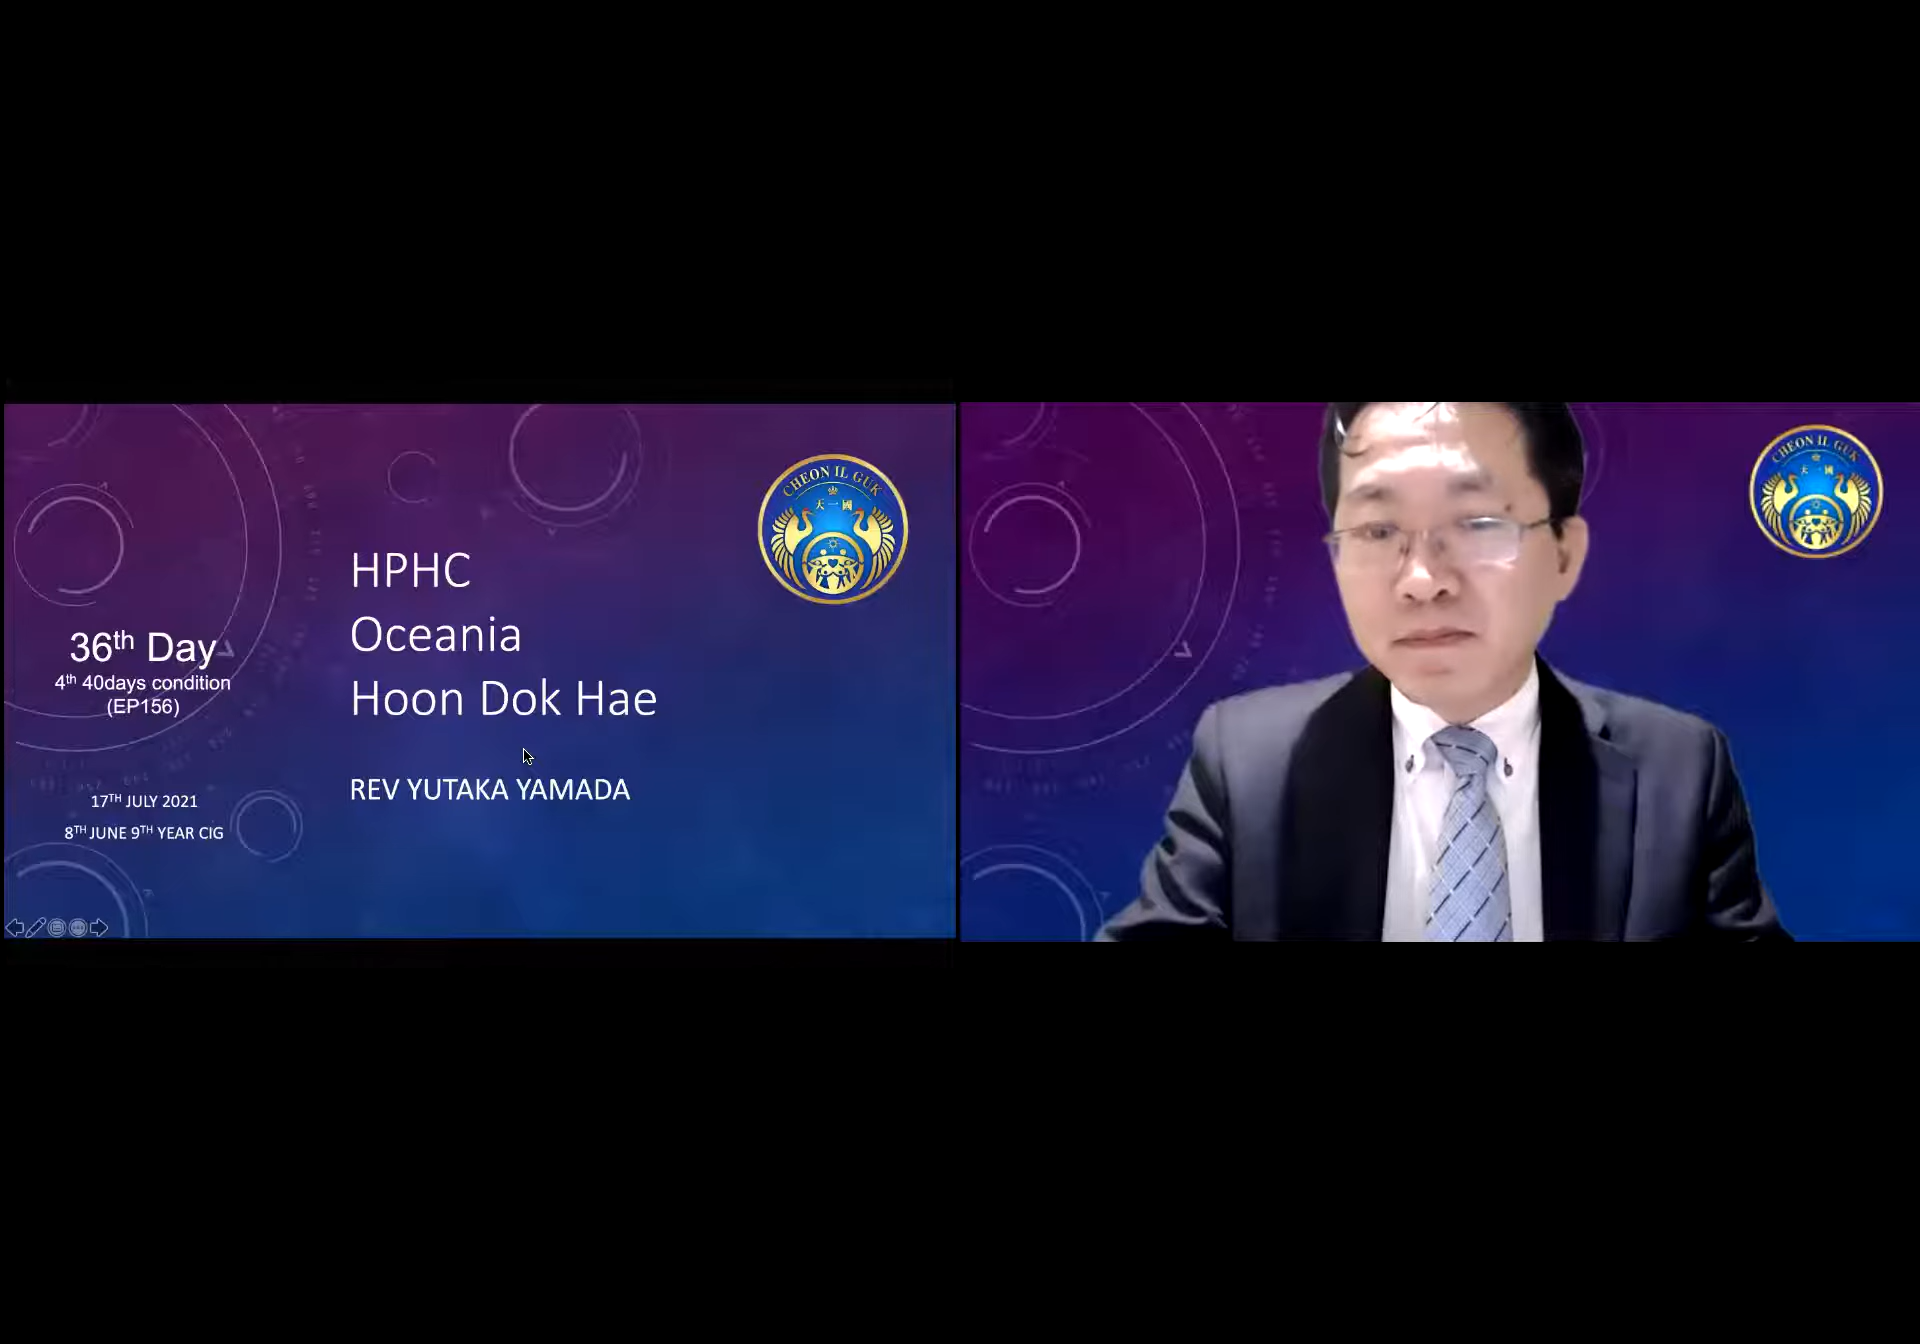 HPHC
Oceania
Hoon Dok Hae
REV YUTAKA YAMADA
36th Day
4th 40days condition
(EP156)
17TH JULY 2021
8TH JUNE 9TH YEAR CIG
CHEON IL GUK
天一國
CHEON IL GUK
天一國